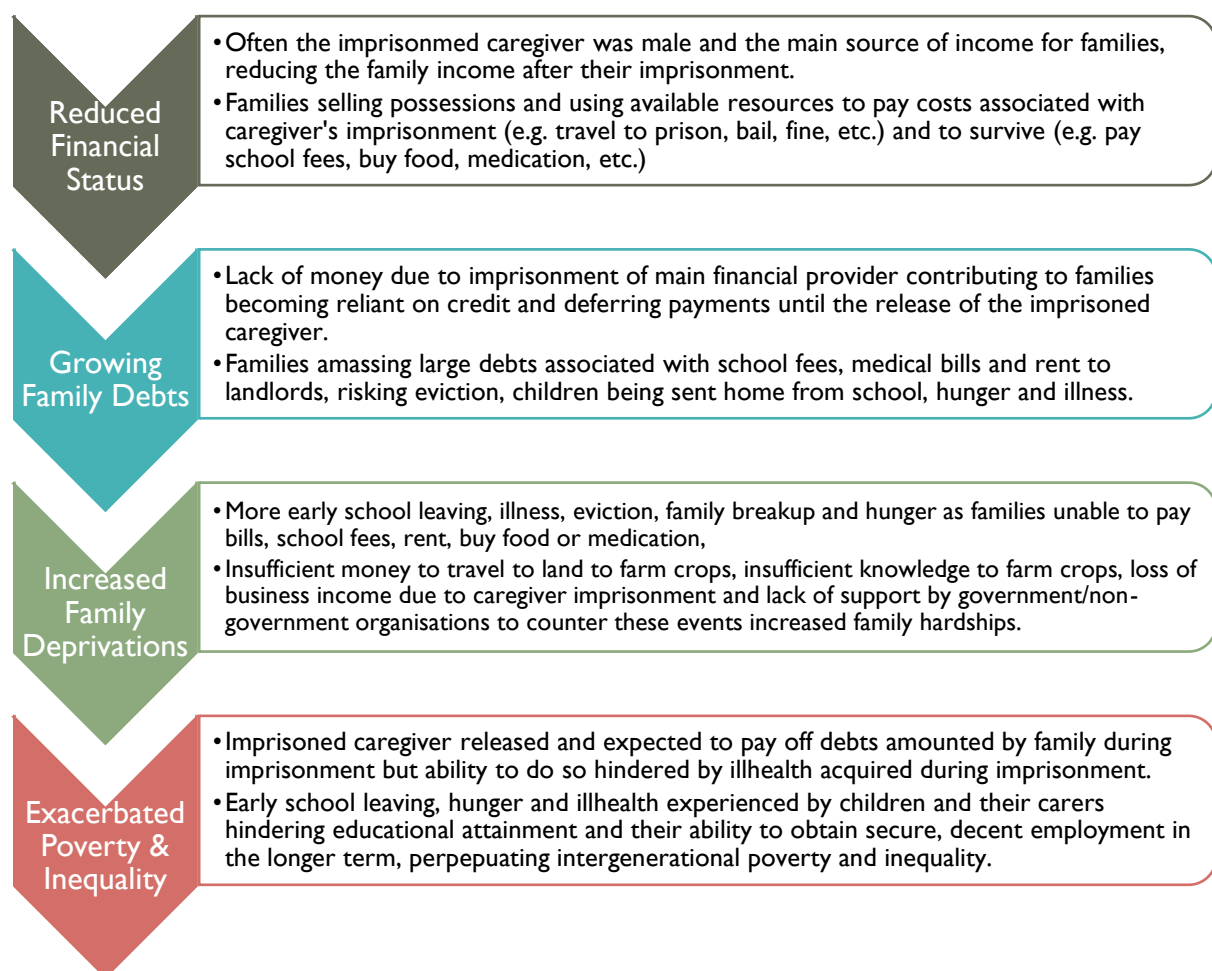 Reduced
Financial
Status
•Often the imprisonmed caregiver was male and the main source of income for families,
reducing the family income after their imprisonment.
•Families selling possessions and using available resources to pay costs associated with
caregiver's imprisonment (e.g. travel to prison, bail, fine, etc.) and to survive (e.g. pay
school fees, buy food, medication, etc.)
Growing
Family Debts
•Lack of money due to imprisonment of main financial provider contributing to families
becoming reliant on credit and deferring payments until the release of the imprisoned
caregiver.
•Families amassing large debts associated with school fees, medical bills and rent to
landlords, risking eviction, children being sent home from school, hunger and illness.
Increased
Family
Deprivations
•More early school leaving, illness, eviction, family breakup and hunger as families unable to pay
bills, school fees, rent, buy food or medication,
•Insufficient money to travel to land to farm crops, insufficient knowledge to farm crops, loss of
business income due to caregiver imprisonment and lack of support by government/non-
government organisations to counter these events increased family hardships.
Exacerbated
Poverty &
Inequality
•Imprisoned caregiver released and expected to pay off debts amounted by family during
imprisonment but ability to do so hindered by illhealth acquired during imprisonment.
•Early school leaving, hunger and illhealth experienced by children and their carers
hindering educational attainment and their ability to obtain secure, decent employment in
the longer term, perpepuating intergenerational poverty and inequality.